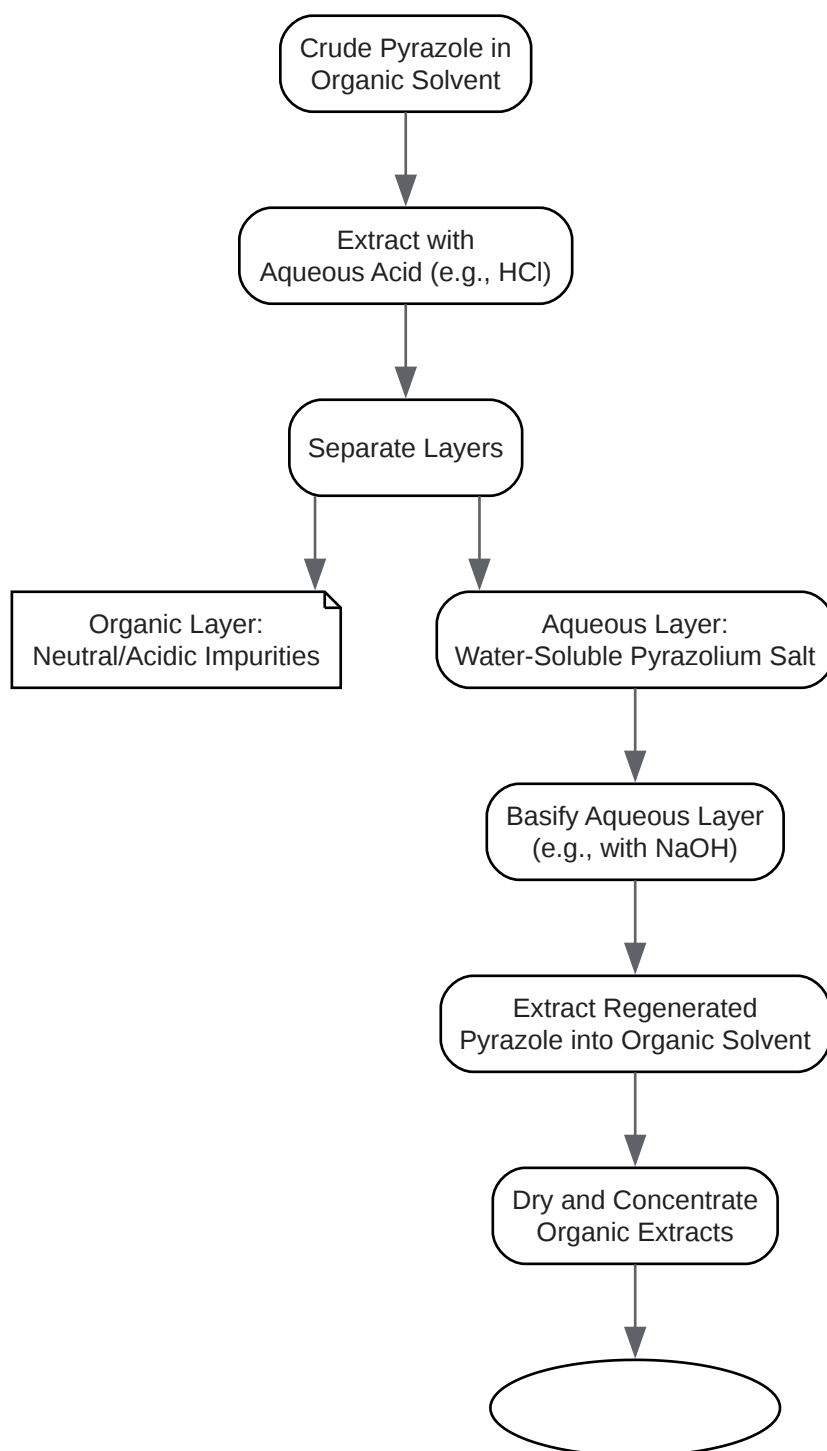 Crude Pyrazole in
Organic Solvent
Extract with
Aqueous Acid (e.g., HCl)
Separate Layers
Organic Layer:
Neutral/Acidic Impurities
Aqueous Layer:
Water-Soluble Pyrazolium Salt
Basify Aqueous Layer
(e.g., with NaOH)
Extract Regenerated
Pyrazole into Organic Solvent
Dry and Concentrate
Organic Extracts